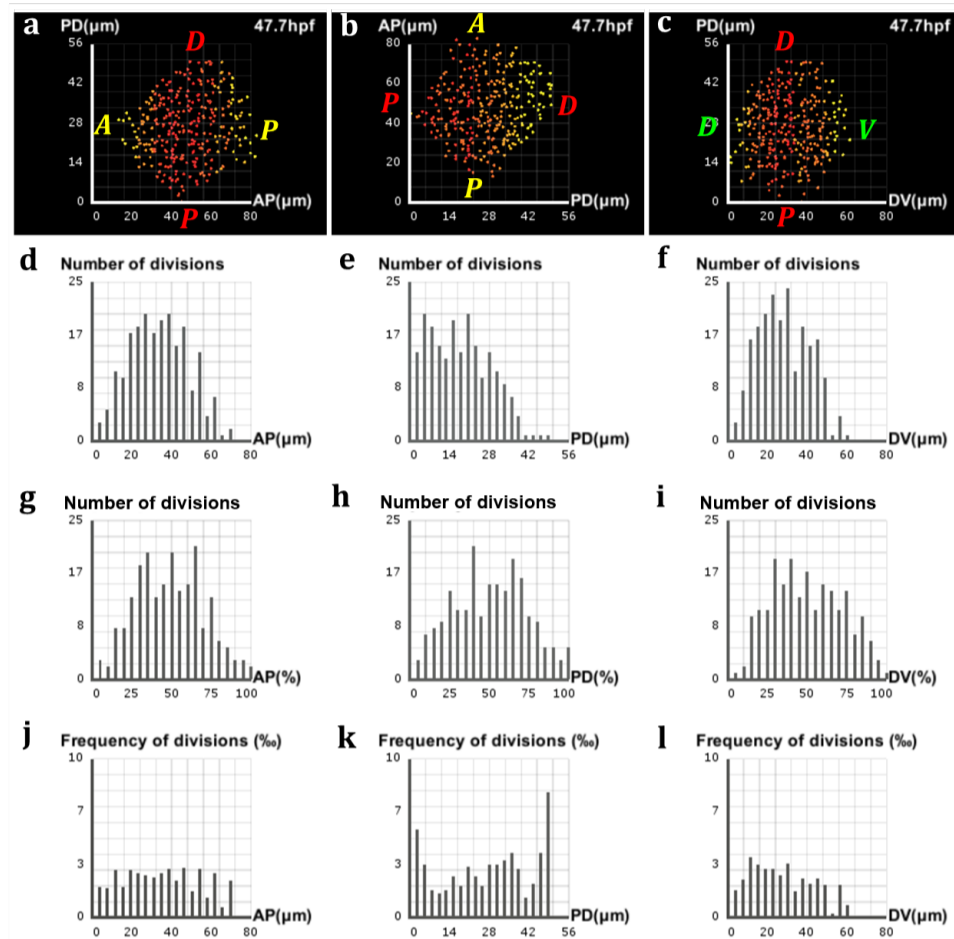 a PD(μm) 47.7hpf b AP(μm) A 47.7hpf c PD(μm) 47.7hpf
56 D 80 56 D
42 60 42
P D
28 A P 40 28 D V
14 20 14
P
0 AP(μm) 0 PD(μm) 0 DV(μm)
0 20 40 60 80 0 14 28 42 56 0 20 40 60 80
P P
d Number of divisions e Number of divisions f Number of divisions
25 25 25
17 17 17
8 8 8
0 AP(μm) 0 PD(μm) 0 DV(μm)
0 20 40 60 80 0 14 28 42 56 0 20 40 60 80
g Number of divisions h Number of divisions i Number of divisions
25 25 25
17 17 17
8 8 8
0 AP(%) 0 PD(%) 0 DV(%)
0 25 50 75 100 0 25 50 75 100 0 25 50 75 100
j Frequency of divisions (‰) k Frequency of divisions (‰) l Frequency of divisions (‰)
10 10 10
7 7 7
3 3 3
0 AP(μm) 0 PD(μm) 0 DV(μm)
0 20 40 60 80 0 14 28 42 56 0 20 40 60 80